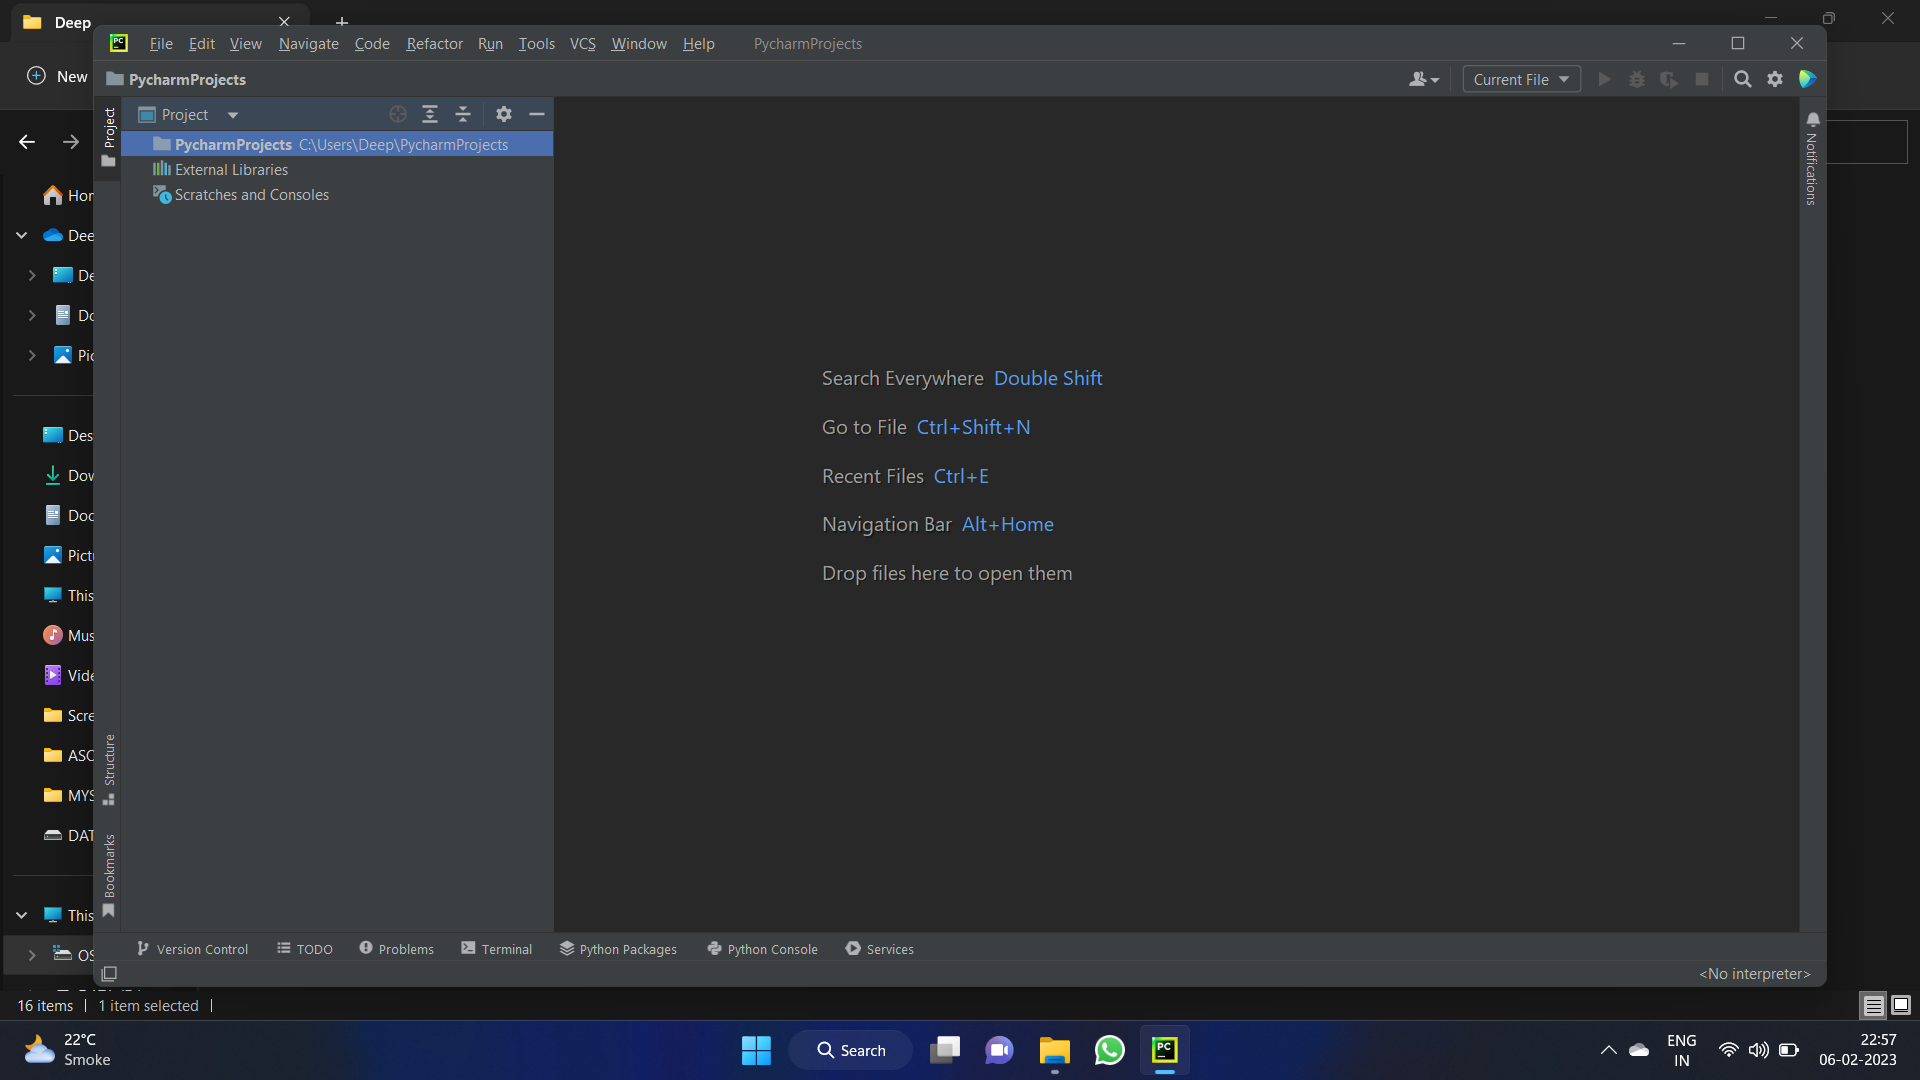 Deep
PC File Edit View Navigate Code Refactor Run Tools VCS Window Help PycharmProjects
New
PycharmProjects
Current File
Project
Project
PycharmProjects C:\Users\Deep\PycharmProjects
External Libraries
Scratches and Consoles
Notifications
Hor
Dee
De
Do
Pic
Search Everywhere Double Shift
Go to File Ctrl+Shift+N
Recent Files Ctrl+E
Navigation Bar Alt+Home
Drop files here to open them
Des
Dow
Doc
Pict
This
Mus
Vide
Scre
ASC
MYS
DAT
Structure
Bookmarks
This
OS
Version Control TODO Problems Terminal Python Packages Python Console Services
<No interpreter>
16 items 1 item selected
22°C
Smoke
Search
PC
ENG
IN
22:57
06-02-2023